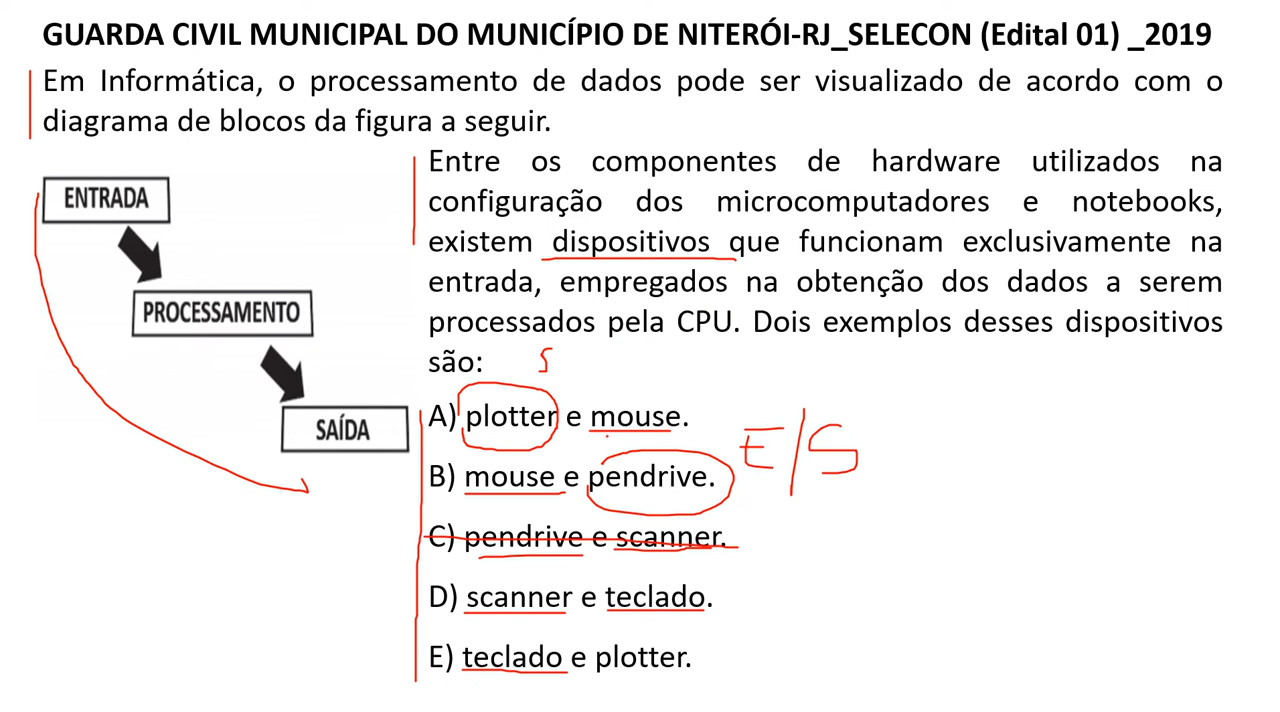 GUARDA CIVIL MUNICIPAL DO MUNICÍPIO DE NITERÓI-RJ_SELECON (Edital 01) _2019
Em Informática, o processamento de dados pode ser visualizado de acordo com o
diagrama de blocos da figura a seguir.
ENTRADA
PROCESSAMENTO
SAÍDA
Entre os componentes de hardware utilizados na
configuração dos microcomputadores e notebooks,
existem dispositivos que funcionam exclusivamente na
entrada, empregados na obtenção dos dados a serem
processados pela CPU. Dois exemplos desses dispositivos
são:
S
A) plotter e mouse.
E/S
B) mouse e pendrive.
C) pendrive e scanner.
D) scanner e teclado.
E) teclado e plotter.